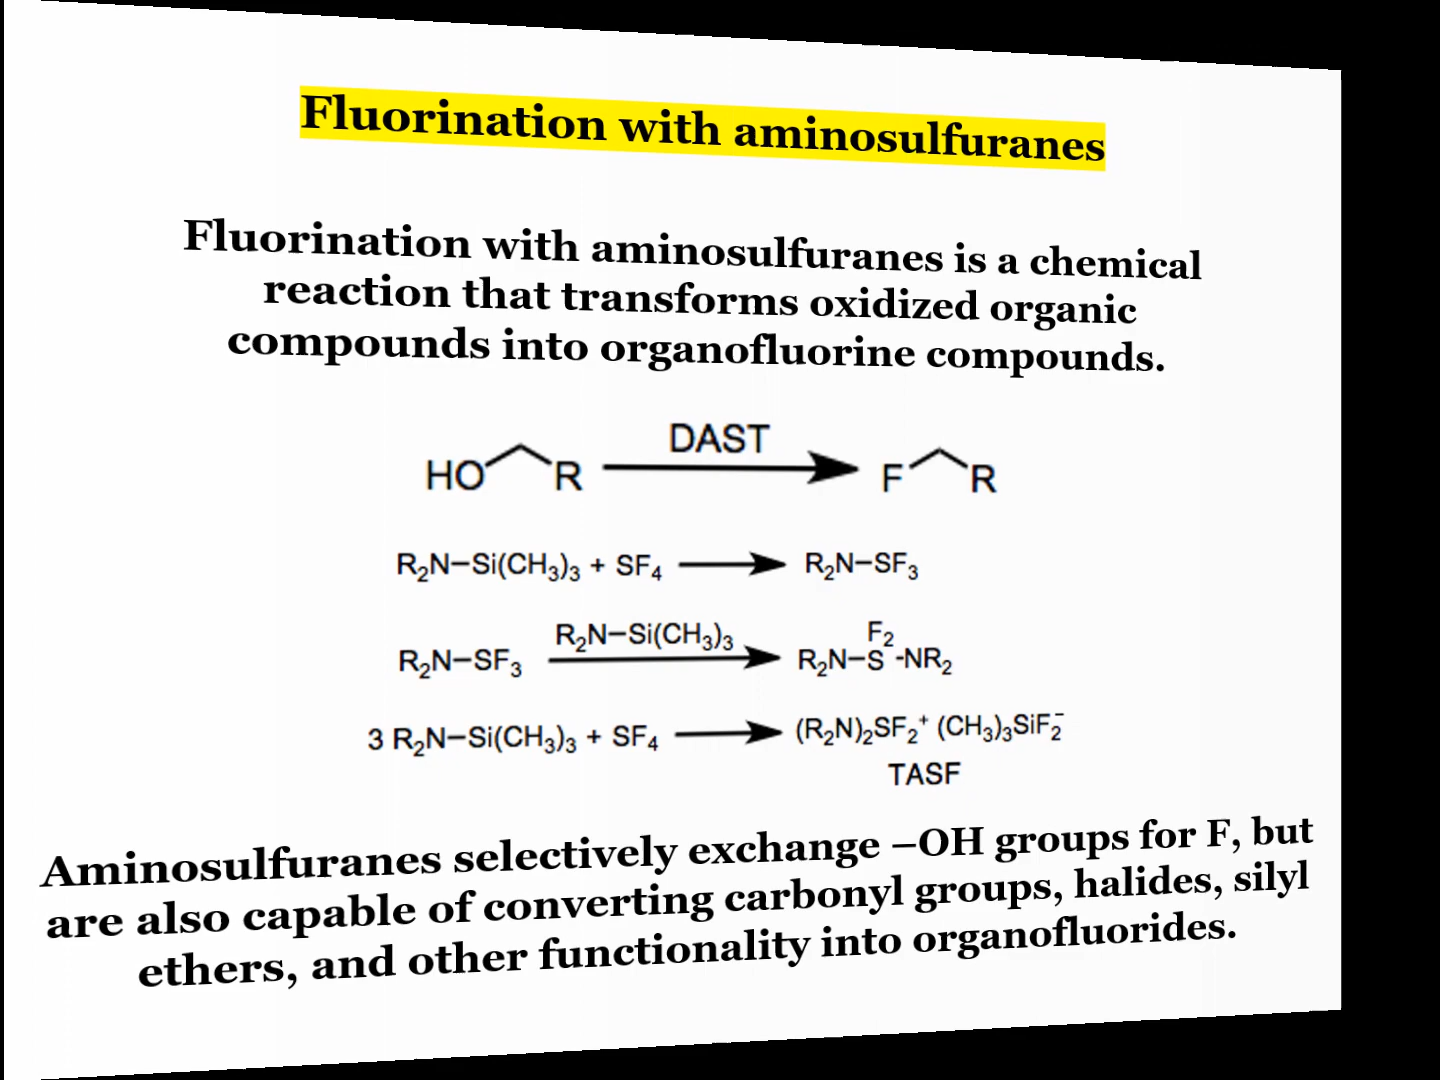 Fluorination with aminosulfuranes
Fluorination with aminosulfuranes is a chemical
reaction that transforms oxidized organic
compounds into organofluorine compounds.
DAST
HO R F R
R₂N–Si(CH₃)₃ + SF₄ R₂N–SF₃
R₂N–Si(CH₃)₃
F₂
R₂N–SF₃ R₂N–S-NR₂
3 R₂N–Si(CH₃)₃ + SF₄ (R₂N)₂SF₂⁺ (CH₃)₃SiF₂⁻
TASF
Aminosulfuranes selectively exchange –OH groups for F, but
are also capable of converting carbonyl groups, halides, silyl
ethers, and other functionality into organofluorides.